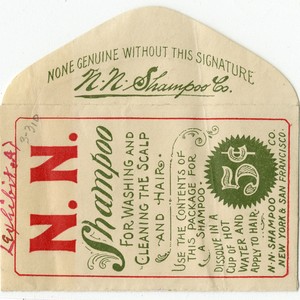 NONE GENUINE WITHOUT THIS SIGNATURE
N.N. Shampoo Co.
(Exhibit A)
N. N.
Shampoo
FOR WASHING AND
CLEANING THE SCALP
AND HAIR
USE THE CONTENTS OF
THIS PACKAGE FOR
A SHAMPOO
DISSOLVE IN A
CUP OF HOT
WATER AND
APPLY TO HAIR.
5¢
N.N. SHAMPOO CO.
NEW YORK & SAN FRANCISCO.